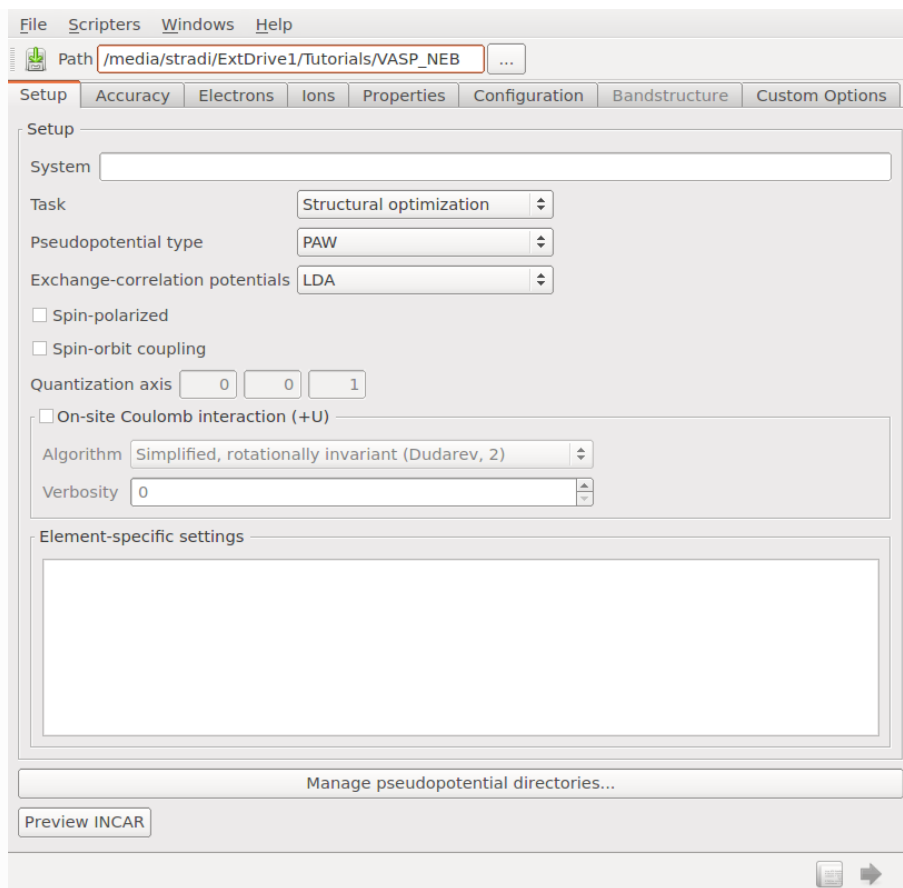 File Scripters Windows Help
Path /media/stradi/ExtDrive1/Tutorials/VASP_NEB ...
Setup Accuracy Electrons Ions Properties Configuration Bandstructure Custom Options
Setup
System
Task Structural optimization
Pseudopotential type PAW
Exchange-correlation potentials LDA
Spin-polarized
Spin-orbit coupling
Quantization axis 0 0 1
On-site Coulomb interaction (+U)
Algorithm Simplified, rotationally invariant (Dudarev, 2)
Verbosity 0
Element-specific settings
Manage pseudopotential directories...
Preview INCAR